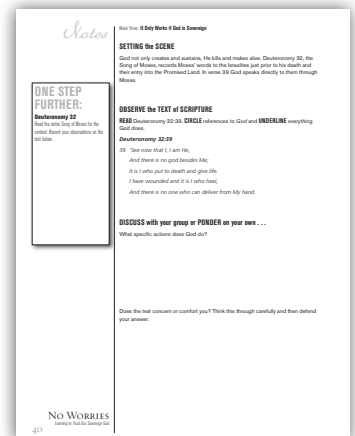 Notes
Week Three: It Only Works if God is Sovereign
SETTING the SCENE
God not only creates and sustains, He kills and makes alive. Deuteronomy 32, the
Song of Moses, records Moses' words to the Israelites just prior to his death and
their entry into the Promised Land. In verse 39 God speaks directly to them through
Moses.
ONE STEP
FURTHER:
Deuteronomy 32
Read the entire Song of Moses for the
context. Record your observations on the
text below.
OBSERVE the TEXT of SCRIPTURE
READ Deuteronomy 32:39. CIRCLE references to God and UNDERLINE everything
God does.
Deuteronomy 32:39
39 'See now that I, I am He,
And there is no god besides Me;
It is I who put to death and give life.
I have wounded and it is I who heal,
And there is no one who can deliver from My hand.
DISCUSS with your group or PONDER on your own . . .
What specific actions does God do?
Does the text concern or comfort you? Think this through carefully and then defend
your answer.
NO WORRIES
Learning to Trust Our Sovereign God
40